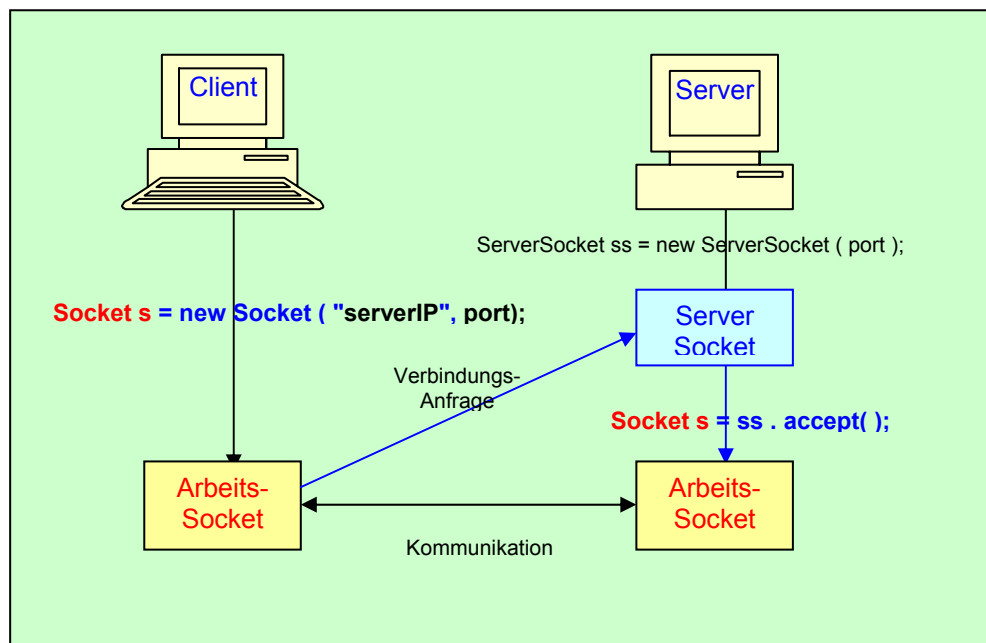 Client
Server
ServerSocket ss = new ServerSocket ( port );
Socket s = new Socket ( "serverIP", port);
Server
Socket
Verbindungs-
Anfrage
Socket s = ss . accept( );
Arbeits-
Socket
Arbeits-
Socket
Kommunikation